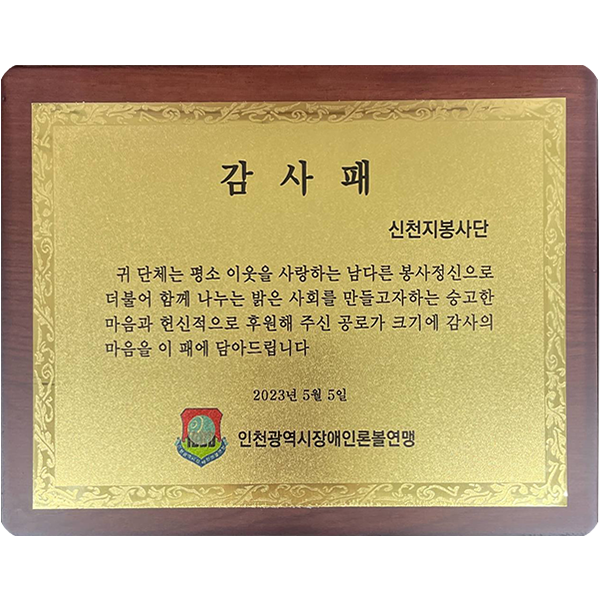 감사패
신천지봉사단
귀 단체는 평소 이웃을 사랑하는 남다른 봉사정신으로
더불어 함께 나누는 밝은 사회를 만들고자하는 숭고한
마음과 헌신적으로 후원해 주신 공로가 크기에 감사의
마음을 이 패에 담아드립니다
2023년 5월 5일
인천광역시장애인론볼연맹